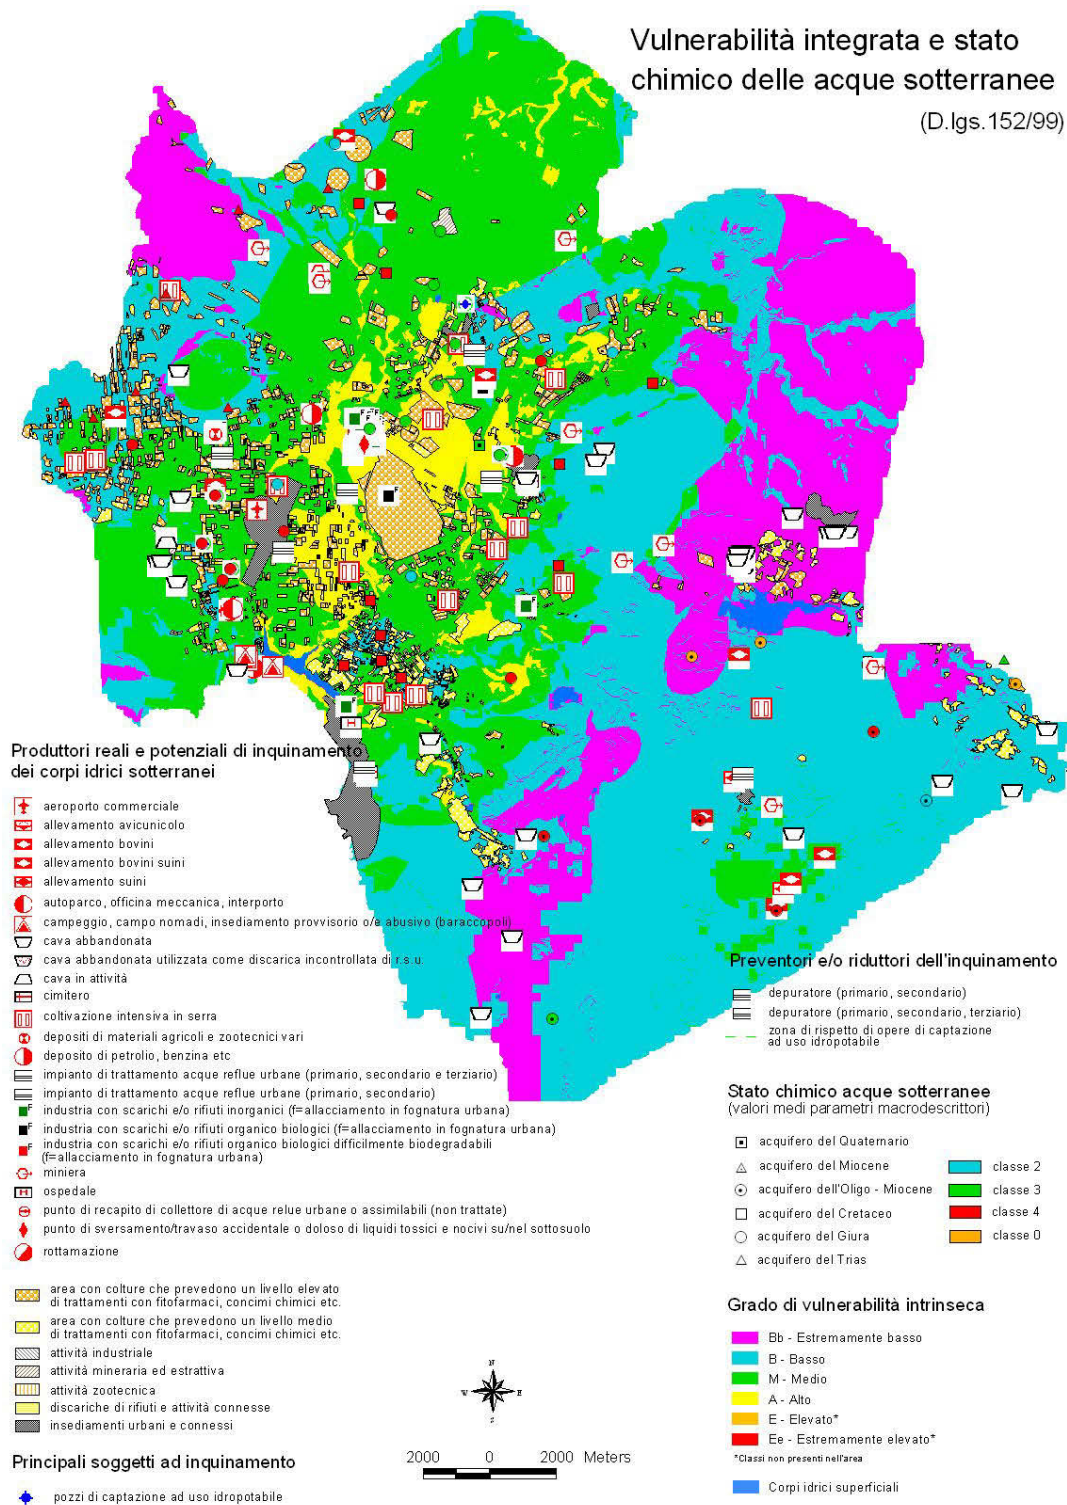 Vulnerabilità integrata e stato
chimico delle acque sotterranee
(D.lgs.152/99)
Produttori reali e potenziali di inquinamento
dei corpi idrici sotterranei
aeroporto commerciale
allevamento avicunicolo
allevamento bovini
allevamento bovini suini
allevamento suini
autoparco, officina meccanica, interporto
campeggio, campo nomadi, insediamento provvisorio o/e abusivo (baraccopoli)
cava abbandonata
cava abbandonata utilizzata come discarica incontrollata di r.s.u.
cava in attività
cimitero
coltivazione intensiva in serra
depositi di materiali agricoli e zootecnici vari
deposito di petrolio, benzina etc
impianto di trattamento acque reflue urbane (primario, secondario e terziario)
impianto di trattamento acque reflue urbane (primario, secondario)
F industria con scarichi e/o rifiuti inorganici (f=allacciamento in fognatura urbana)
F industria con scarichi e/o rifiuti organico biologici (f=allacciamento in fognatura urbana)
F industria con scarichi e/o rifiuti organico biologici difficilmente biodegradabili
(f=allacciamento in fognatura urbana)
miniera
H ospedale
punto di recapito di collettore di acque relue urbane o assimilabili (non trattate)
punto di sversamento/travaso accidentale o doloso di liquidi tossici e nocivi su/nel sottosuolo
rottamazione
area con colture che prevedono un livello elevato
di trattamenti con fitofarmaci, concimi chimici etc.
area con colture che prevedono un livello medio
di trattamenti con fitofarmaci, concimi chimici etc.
attività industriale
attività mineraria ed estrattiva
attività zootecnica
discariche di rifiuti e attività connesse
insediamenti urbani e connessi
Principali soggetti ad inquinamento
pozzi di captazione ad uso idropotabile
N
W E
S
2000 0 2000 Meters
Preventori e/o riduttori dell'inquinamento
depuratore (primario, secondario)
depuratore (primario, secondario, terziario)
zona di rispetto di opere di captazione
ad uso idropotabile
Stato chimico acque sotterranee
(valori medi parametri macrodescrittori)
acquifero del Quaternario
acquifero del Miocene
acquifero dell'Oligo - Miocene
acquifero del Cretaceo
acquifero del Giura
acquifero del Trias
classe 2
classe 3
classe 4
classe 0
Grado di vulnerabilità intrinseca
Bb - Estremamente basso
B - Basso
M - Medio
A - Alto
E - Elevato*
Ee - Estremamente elevato*
*Classi non presenti nell'area
Corpi idrici superficiali